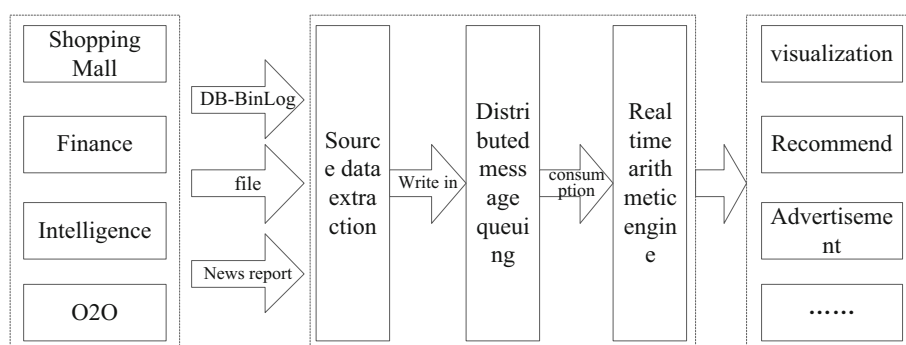 Shopping
Mall
Finance
Intelligence
O2O
DB-BinLog
file
News report
Sourc
e data
extra
ction
Write in
Distri
buted
mess
age
queui
ng
consum
ption
Real
time
arith
metic
engin
e
visualization
Recommend
Advertiseme
nt
……